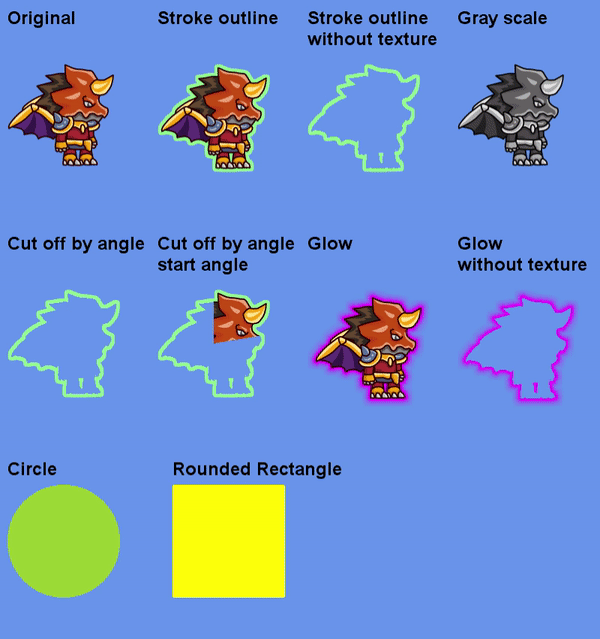 Original
Stroke outline
Stroke outline
without texture
Gray scale
Cut off by angle
Cut off by angle
start angle
Glow
Glow
without texture
Circle
Rounded Rectangle